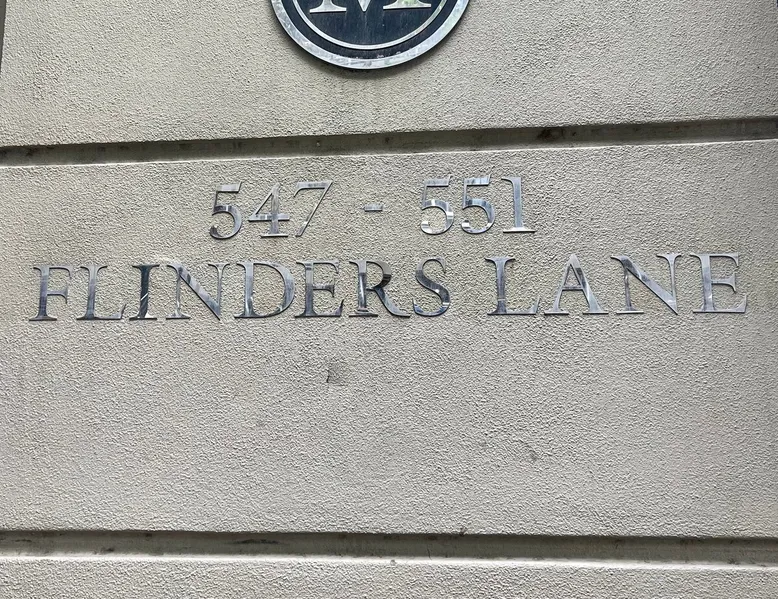 M
547 - 551
FLINDERS LANE